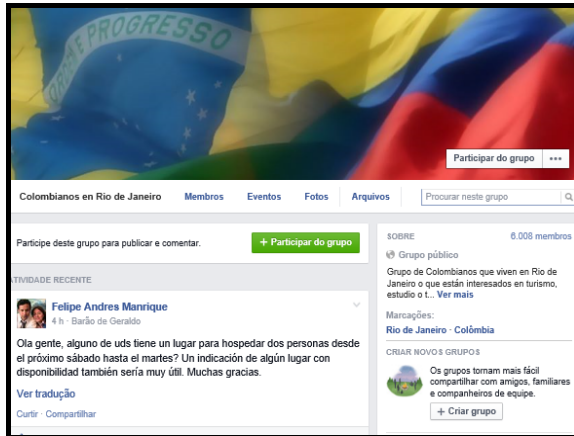 ORDEM E PROGRESSO
Participar do grupo
Colombianos en Rio de Janeiro Membros Eventos Fotos Arquivos Procurar neste grupo
Participe deste grupo para publicar e comentar. + Participar do grupo
TIVIDADE RECENTE
Felipe Andres Manrique
4 h · Barão de Geraldo
Ola gente, alguno de uds tiene un lugar para hospedar dos personas desde
el próximo sábado hasta el martes? Un indicación de algún lugar con
disponibilidad también sería muy útil. Muchas gracias.
Ver tradução
Curtir · Compartilhar
SOBRE 6.008 membros
Grupo público
Grupo de Colombianos que viven en Rio de
Janeiro o que están interesados en turismo,
estudio o t... Ver mais
Marcações:
Rio de Janeiro · Colômbia
CRIAR NOVOS GRUPOS
Os grupos tornam mais fácil
compartilhar com amigos, familiares
e companheiros de equipe.
+ Criar grupo